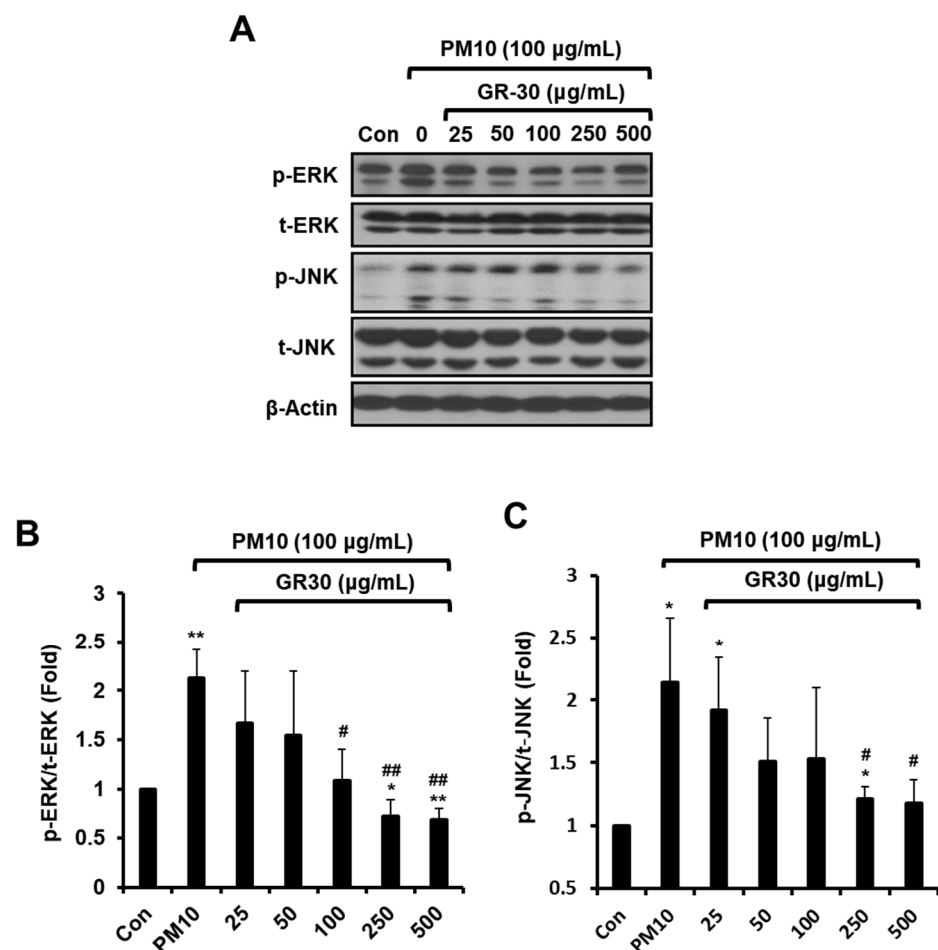 A
PM10 (100 µg/mL)
GR-30 (µg/mL)
Con 0 25 50 100 250 500
p-ERK
t-ERK
p-JNK
t-JNK
β-Actin
B
PM10 (100 µg/mL)
GR30 (µg/mL)
p-ERK/t-ERK (Fold)
3
2.5
2
1.5
1
0.5
0
**
#
##
*
##
**
Con PM10 25 50 100 250 500
C
PM10 (100 µg/mL)
GR30 (µg/mL)
p-JNK/t-JNK (Fold)
3
2.5
2
1.5
1
0.5
*
*
#
*
#
Con PM10 25 50 100 250 500